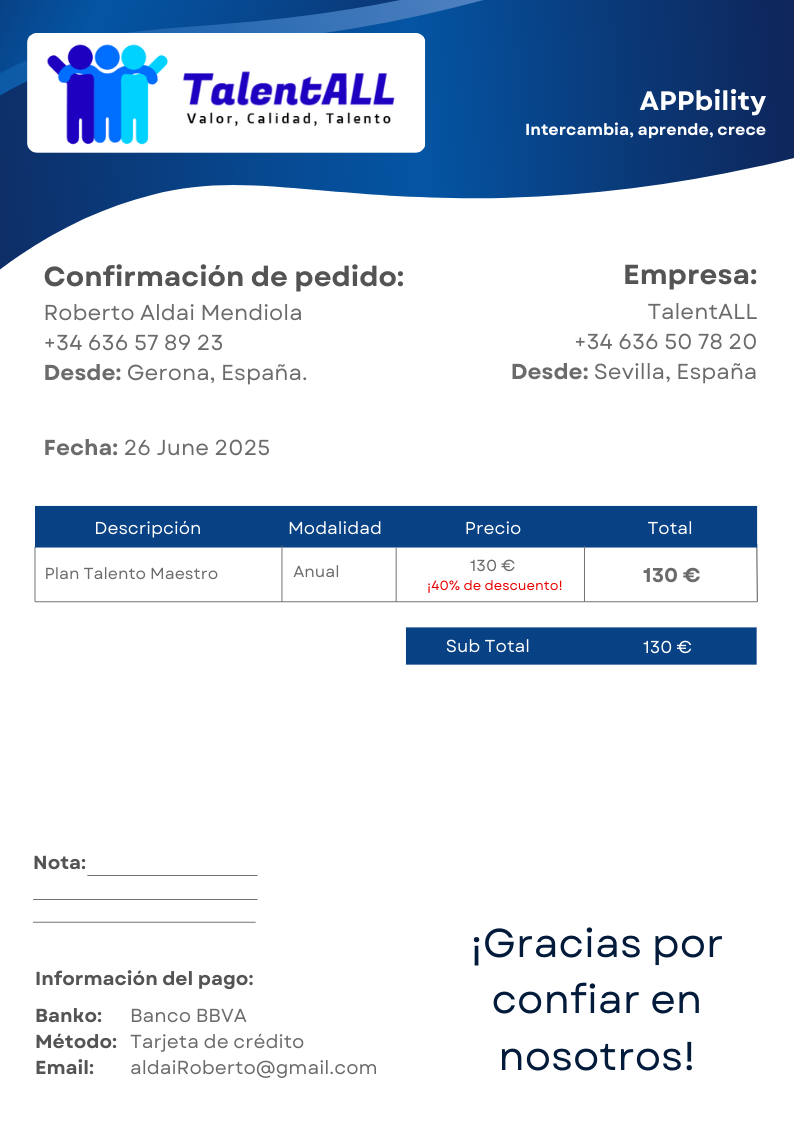 TalentALL
Valor, Calidad, Talento
APPbility
Intercambia, aprende, crece
Confirmación de pedido:
Roberto Aldai Mendiola
+34 636 57 89 23
Desde: Gerona, España.
Empresa:
TalentALL
+34 636 50 78 20
Desde: Sevilla, España
Fecha: 26 June 2025
Descripción Modalidad Precio Total
Plan Talento Maestro Anual 130 € 130 €
¡40% de descuento!
Sub Total 130 €
Nota:
Información del pago:
Banko: Banco BBVA
Método: Tarjeta de crédito
Email: aldaiRoberto@gmail.com
¡Gracias por
confiar en
nosotros!